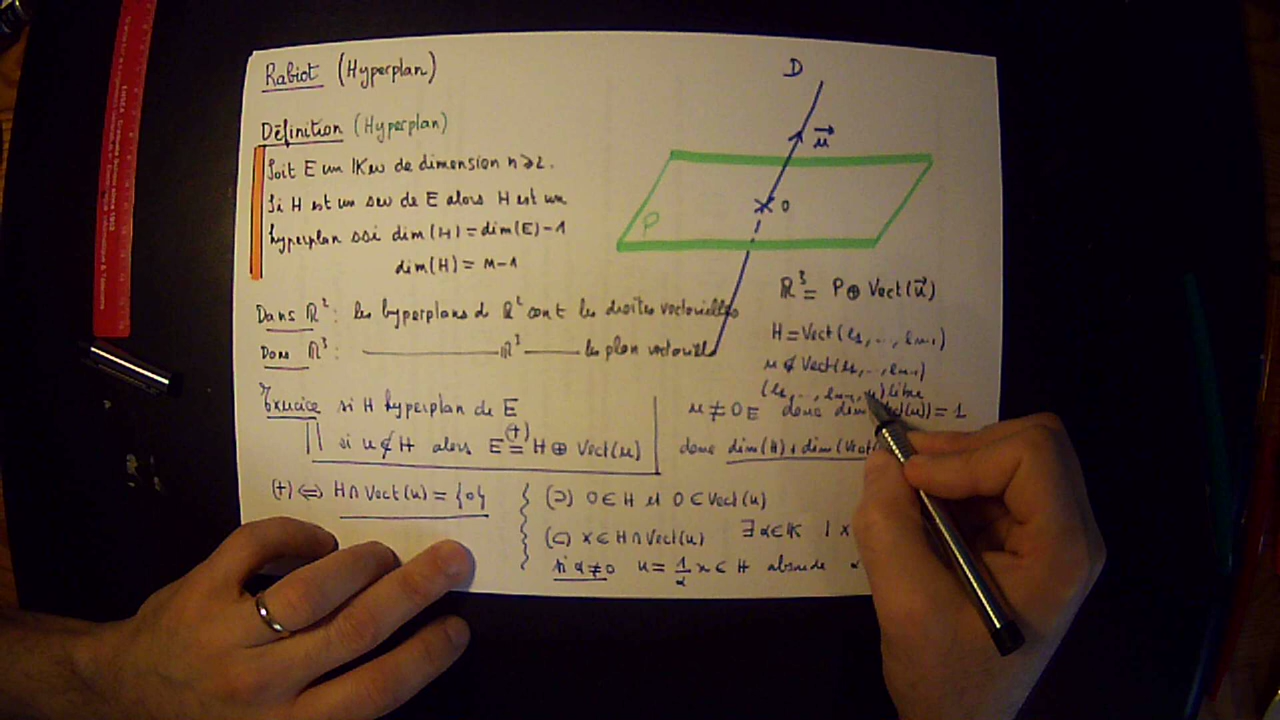 Rabiot (Hyperplan)
Définition (Hyperplan)
Soit E un IK ev de dimension n ≥ 2.
Si H est un sev de E alors H est un
hyperplan ssi dim(H) = dim(E) - 1
dim(H) = n - 1
Dans ℝ² : les hyperplans de ℝ² sont les droites vectorielles
Dans ℝ³ : ——— ℝ³ ——— les plan vectoriels
D
u⃗
O
P
ℝ³ = P ⊕ Vect(u⃗)
H = Vect(e₁, .., eₙ₋₁)
u ∉ Vect(e₁, .., eₙ₋₁)
(e₁, .., eₙ₋₁, u) libre
Exercice si H hyperplan de E
si u ∉ H alors E (+)= H ⊕ Vect(u)
u ≠ 0E donc dim(Vect(u)) = 1
donc dim(H) + dim(Vect
(+) ⟺ H ∩ Vect(u) = {0}
(⊃) 0 ∈ H et 0 ∈ Vect(u)
(⊂) x ∈ H ∩ Vect(u) ∃ α ∈ IK | x
si α ≠ 0 u = 1/α x ∈ H absurde α